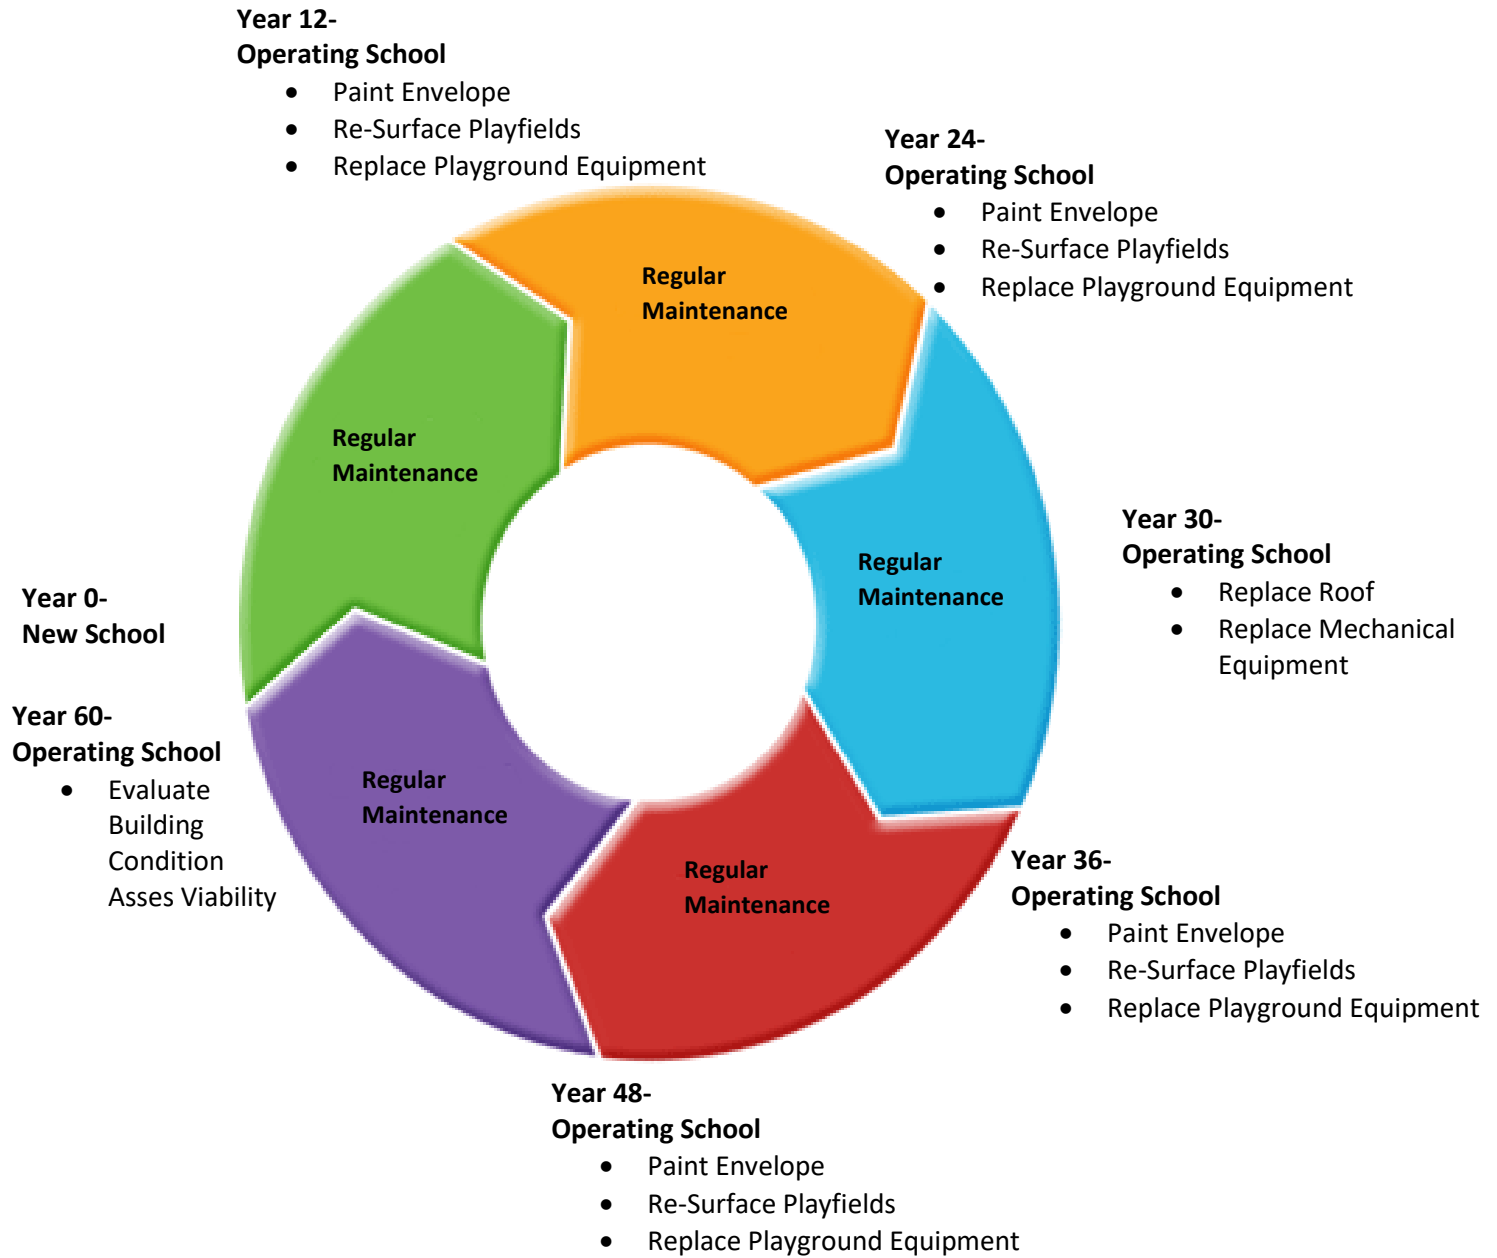 Year 12-
Operating School
• Paint Envelope
• Re-Surface Playfields
• Replace Playground Equipment
Year 24-
Operating School
• Paint Envelope
• Re-Surface Playfields
• Replace Playground Equipment
Regular
Maintenance
Regular
Maintenance
Regular
Maintenance
Year 30-
Operating School
• Replace Roof
• Replace Mechanical
Equipment
Year 0-
New School
Year 60-
Operating School
• Evaluate
Building
Condition
Asses Viability
Regular
Maintenance
Regular
Maintenance
Year 36-
Operating School
• Paint Envelope
• Re-Surface Playfields
• Replace Playground Equipment
Year 48-
Operating School
• Paint Envelope
• Re-Surface Playfields
• Replace Playground Equipment